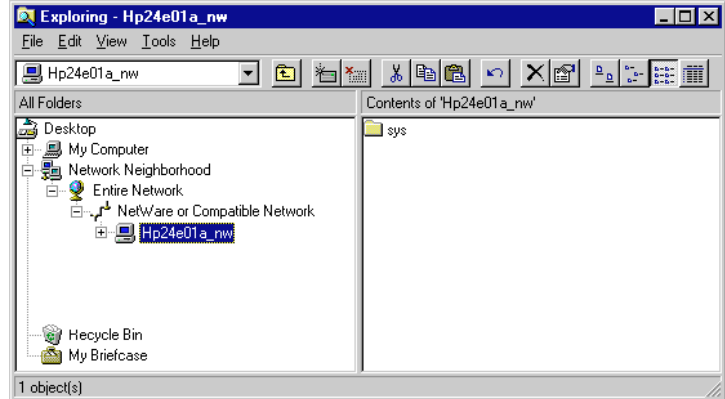 Exploring - Hp24e01a_nw
File Edit View Tools Help
Hp24e01a_nw
All Folders
Contents of 'Hp24e01a_nw'
Desktop
My Computer
Network Neighborhood
Entire Network
NetWare or Compatible Network
Hp24e01a_nw
Recycle Bin
My Briefcase
sys
1 object(s)